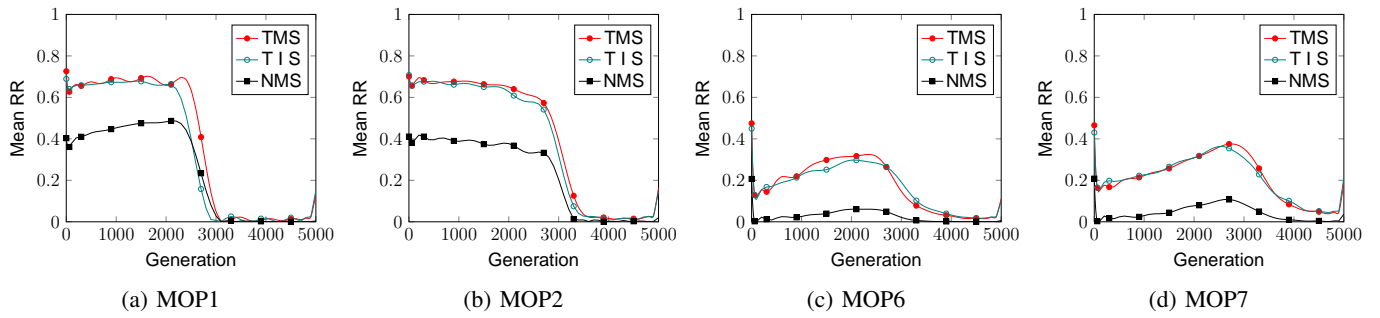 Mean RR
1
0.8
0.6
0.4
0.2
0
TMS
T I S
NMS
0 1000 2000 3000 4000 5000
Generation
(a) MOP1
Mean RR
1
0.8
0.6
0.4
0.2
0
TMS
T I S
NMS
0 1000 2000 3000 4000 5000
Generation
(b) MOP2
Mean RR
1
0.8
0.6
0.4
0.2
0
TMS
T I S
NMS
0 1000 2000 3000 4000 5000
Generation
(c) MOP6
Mean RR
1
0.8
0.6
0.4
0.2
0
TMS
T I S
NMS
0 1000 2000 3000 4000 5000
Generation
(d) MOP7